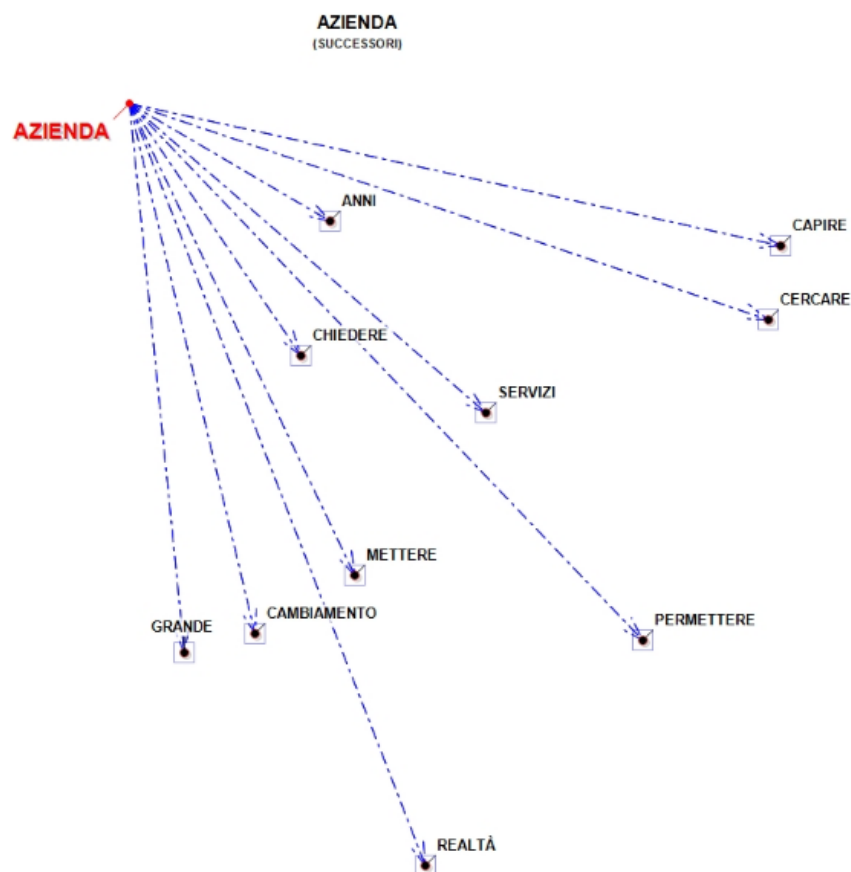 AZIENDA
(SUCCESSORI)
AZIENDA
ANNI
CAPIRE
CERCARE
CHIEDERE
SERVIZI
METTERE
CAMBIAMENTO
GRANDE
PERMETTERE
REALTÀ